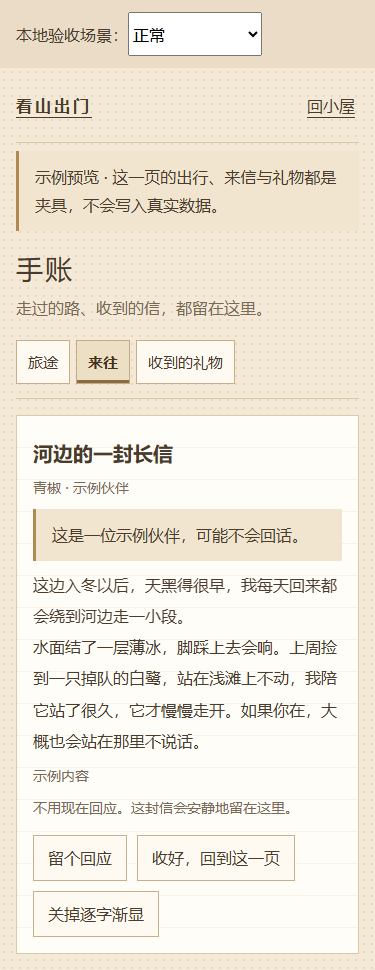 本地验收场景： 正常
看山出门 回小屋
示例预览 · 这一页的出行、来信与礼物都是
夹具，不会写入真实数据。
手账
走过的路、收到的信，都留在这里。
旅途 来往 收到的礼物
河边的一封长信
青椒 · 示例伙伴
这是一位示例伙伴，可能不会回话。
这边入冬以后，天黑得很早，我每天回来都
会绕到河边走一小段。
水面结了一层薄冰，脚踩上去会响。上周捡
到一只掉队的白鹭，站在浅滩上不动，我陪
它站了很久，它才慢慢走开。如果你在，大
概也会站在那里不说话。
示例内容
不用现在回应。这封信会安静地留在这里。
留个回应 收好，回到这一页
关掉逐字渐显